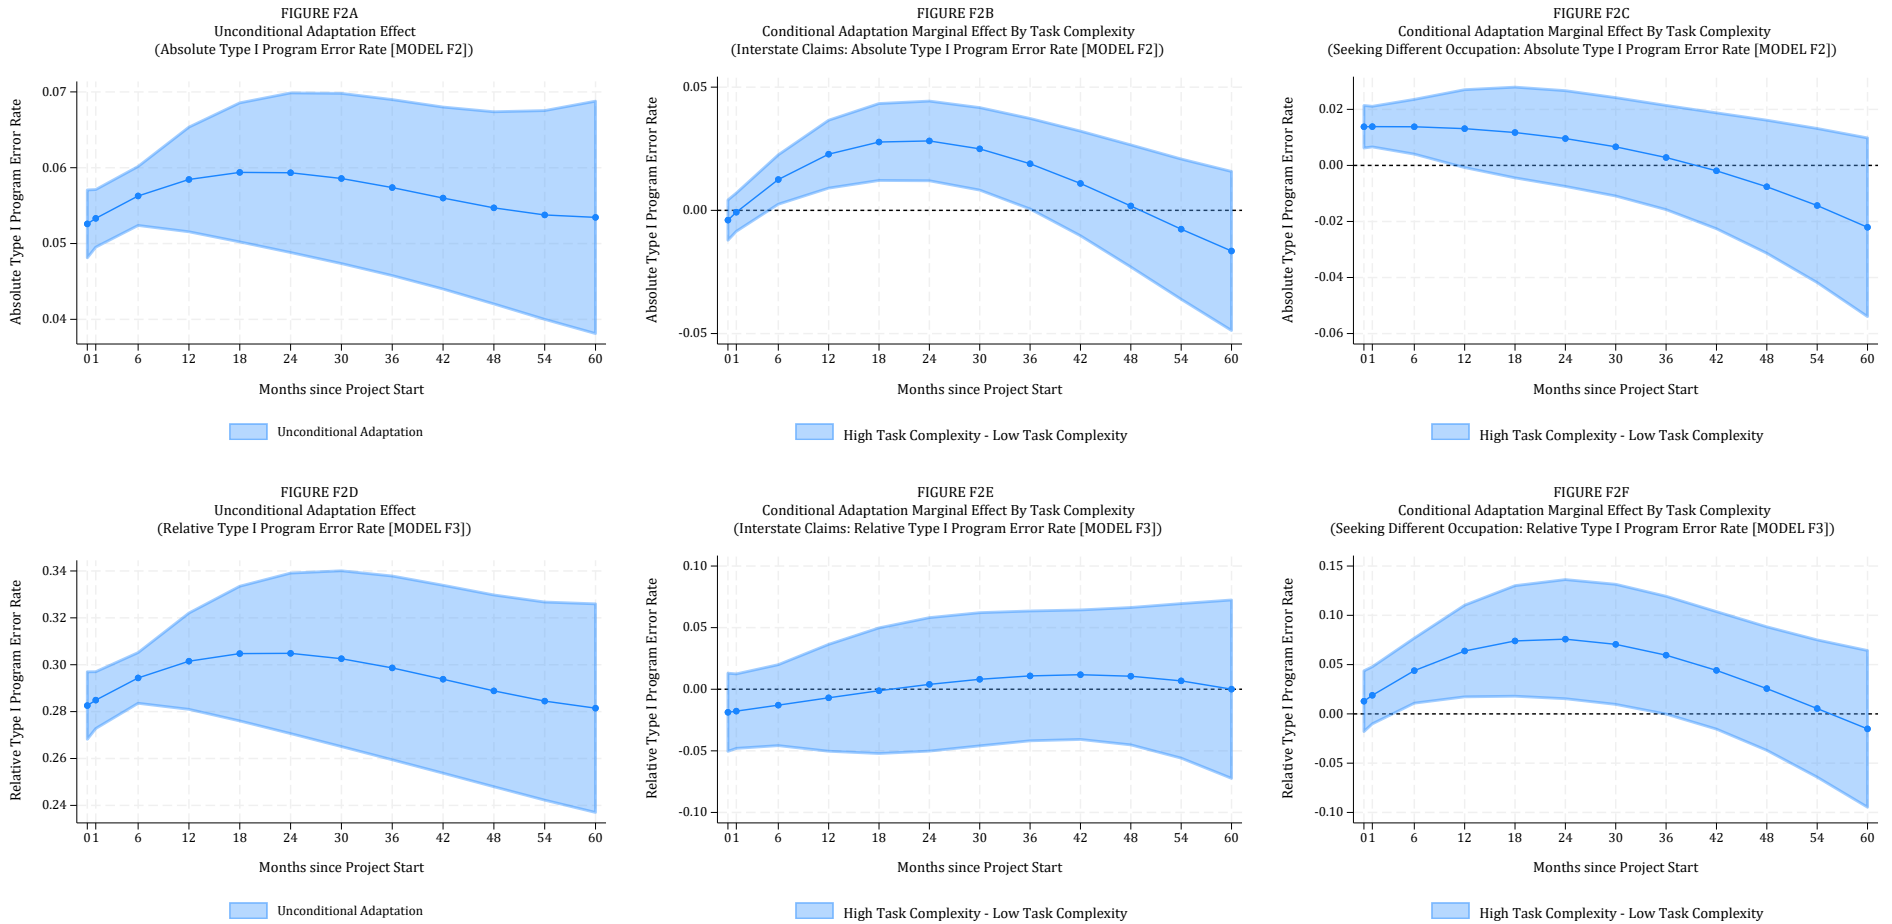 FIGURE F2A
Unconditional Adaptation Effect
(Absolute Type I Program Error Rate [MODEL F2])
Absolute Type I Program Error Rate
0.07
0.06
0.05
0.04
0 1 6 12 18 24 30 36 42 48 54 60
Months since Project Start
Unconditional Adaptation
FIGURE F2B
Conditional Adaptation Marginal Effect By Task Complexity
(Interstate Claims: Absolute Type I Program Error Rate [MODEL F2])
Absolute Type I Program Error Rate
0.05
0.00
-0.05
0 1 6 12 18 24 30 36 42 48 54 60
Months since Project Start
High Task Complexity - Low Task Complexity
FIGURE F2C
Conditional Adaptation Marginal Effect By Task Complexity
(Seeking Different Occupation: Absolute Type I Program Error Rate [MODEL F2])
Absolute Type I Program Error Rate
0.02
0.00
-0.02
-0.04
-0.06
0 1 6 12 18 24 30 36 42 48 54 60
Months since Project Start
High Task Complexity - Low Task Complexity
FIGURE F2D
Unconditional Adaptation Effect
(Relative Type I Program Error Rate [MODEL F3])
Relative Type I Program Error Rate
0.34
0.32
0.30
0.28
0.26
0.24
0 1 6 12 18 24 30 36 42 48 54 60
Months since Project Start
Unconditional Adaptation
FIGURE F2E
Conditional Adaptation Marginal Effect By Task Complexity
(Interstate Claims: Relative Type I Program Error Rate [MODEL F3])
Relative Type I Program Error Rate
0.10
0.05
0.00
-0.05
-0.10
0 1 6 12 18 24 30 36 42 48 54 60
Months since Project Start
High Task Complexity - Low Task Complexity
FIGURE F2F
Conditional Adaptation Marginal Effect By Task Complexity
(Seeking Different Occupation: Relative Type I Program Error Rate [MODEL F3])
Relative Type I Program Error Rate
0.15
0.10
0.05
0.00
-0.05
-0.10
0 1 6 12 18 24 30 36 42 48 54 60
Months since Project Start
High Task Complexity - Low Task Complexity